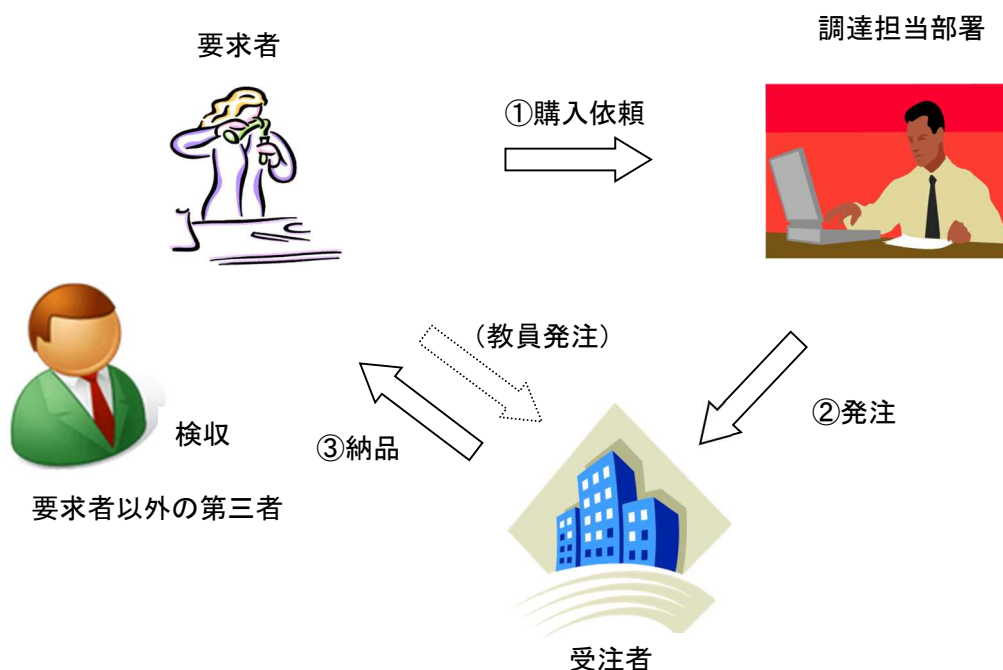 要求者
調達担当部署
①購入依頼
(教員発注)
②発注
③納品
検収
要求者以外の第三者
受注者